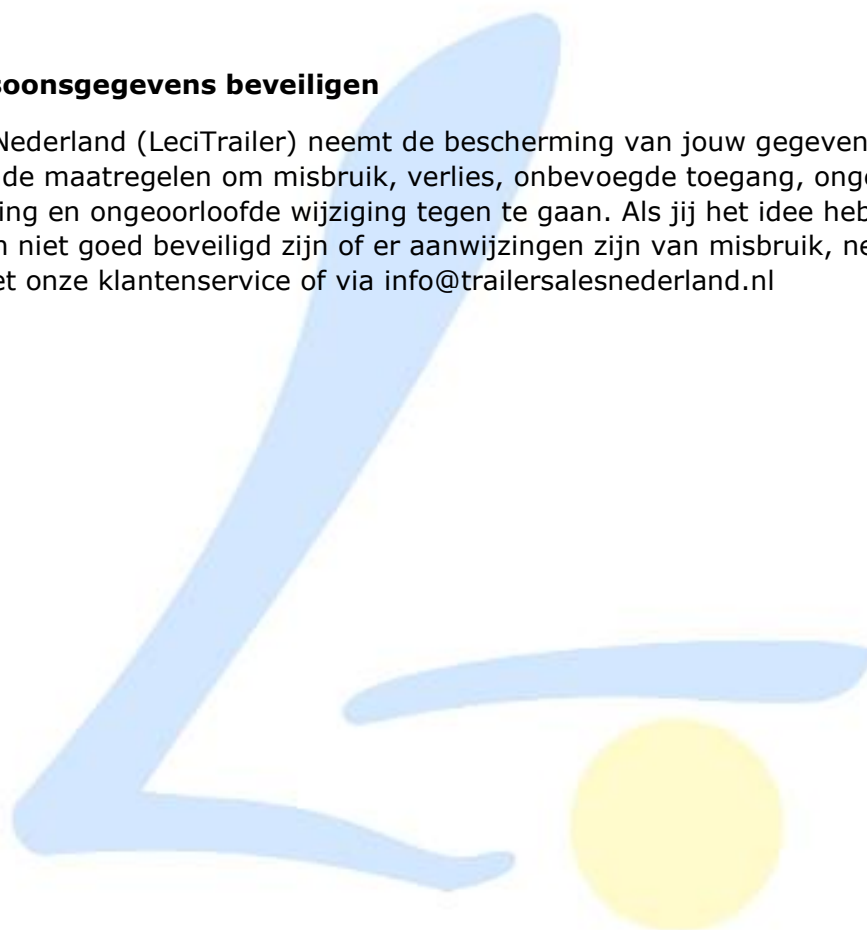 soonsgegevens beveiligen
Nederland (LeciTrailer) neemt de bescherming van jouw gegeven
de maatregelen om misbruik, verlies, onbevoegde toegang, onge
ing en ongeoorloofde wijziging tegen te gaan. Als jij het idee heb
n niet goed beveiligd zijn of er aanwijzingen zijn van misbruik, ne
et onze klantenservice of via info@trailersalesnederland.nl